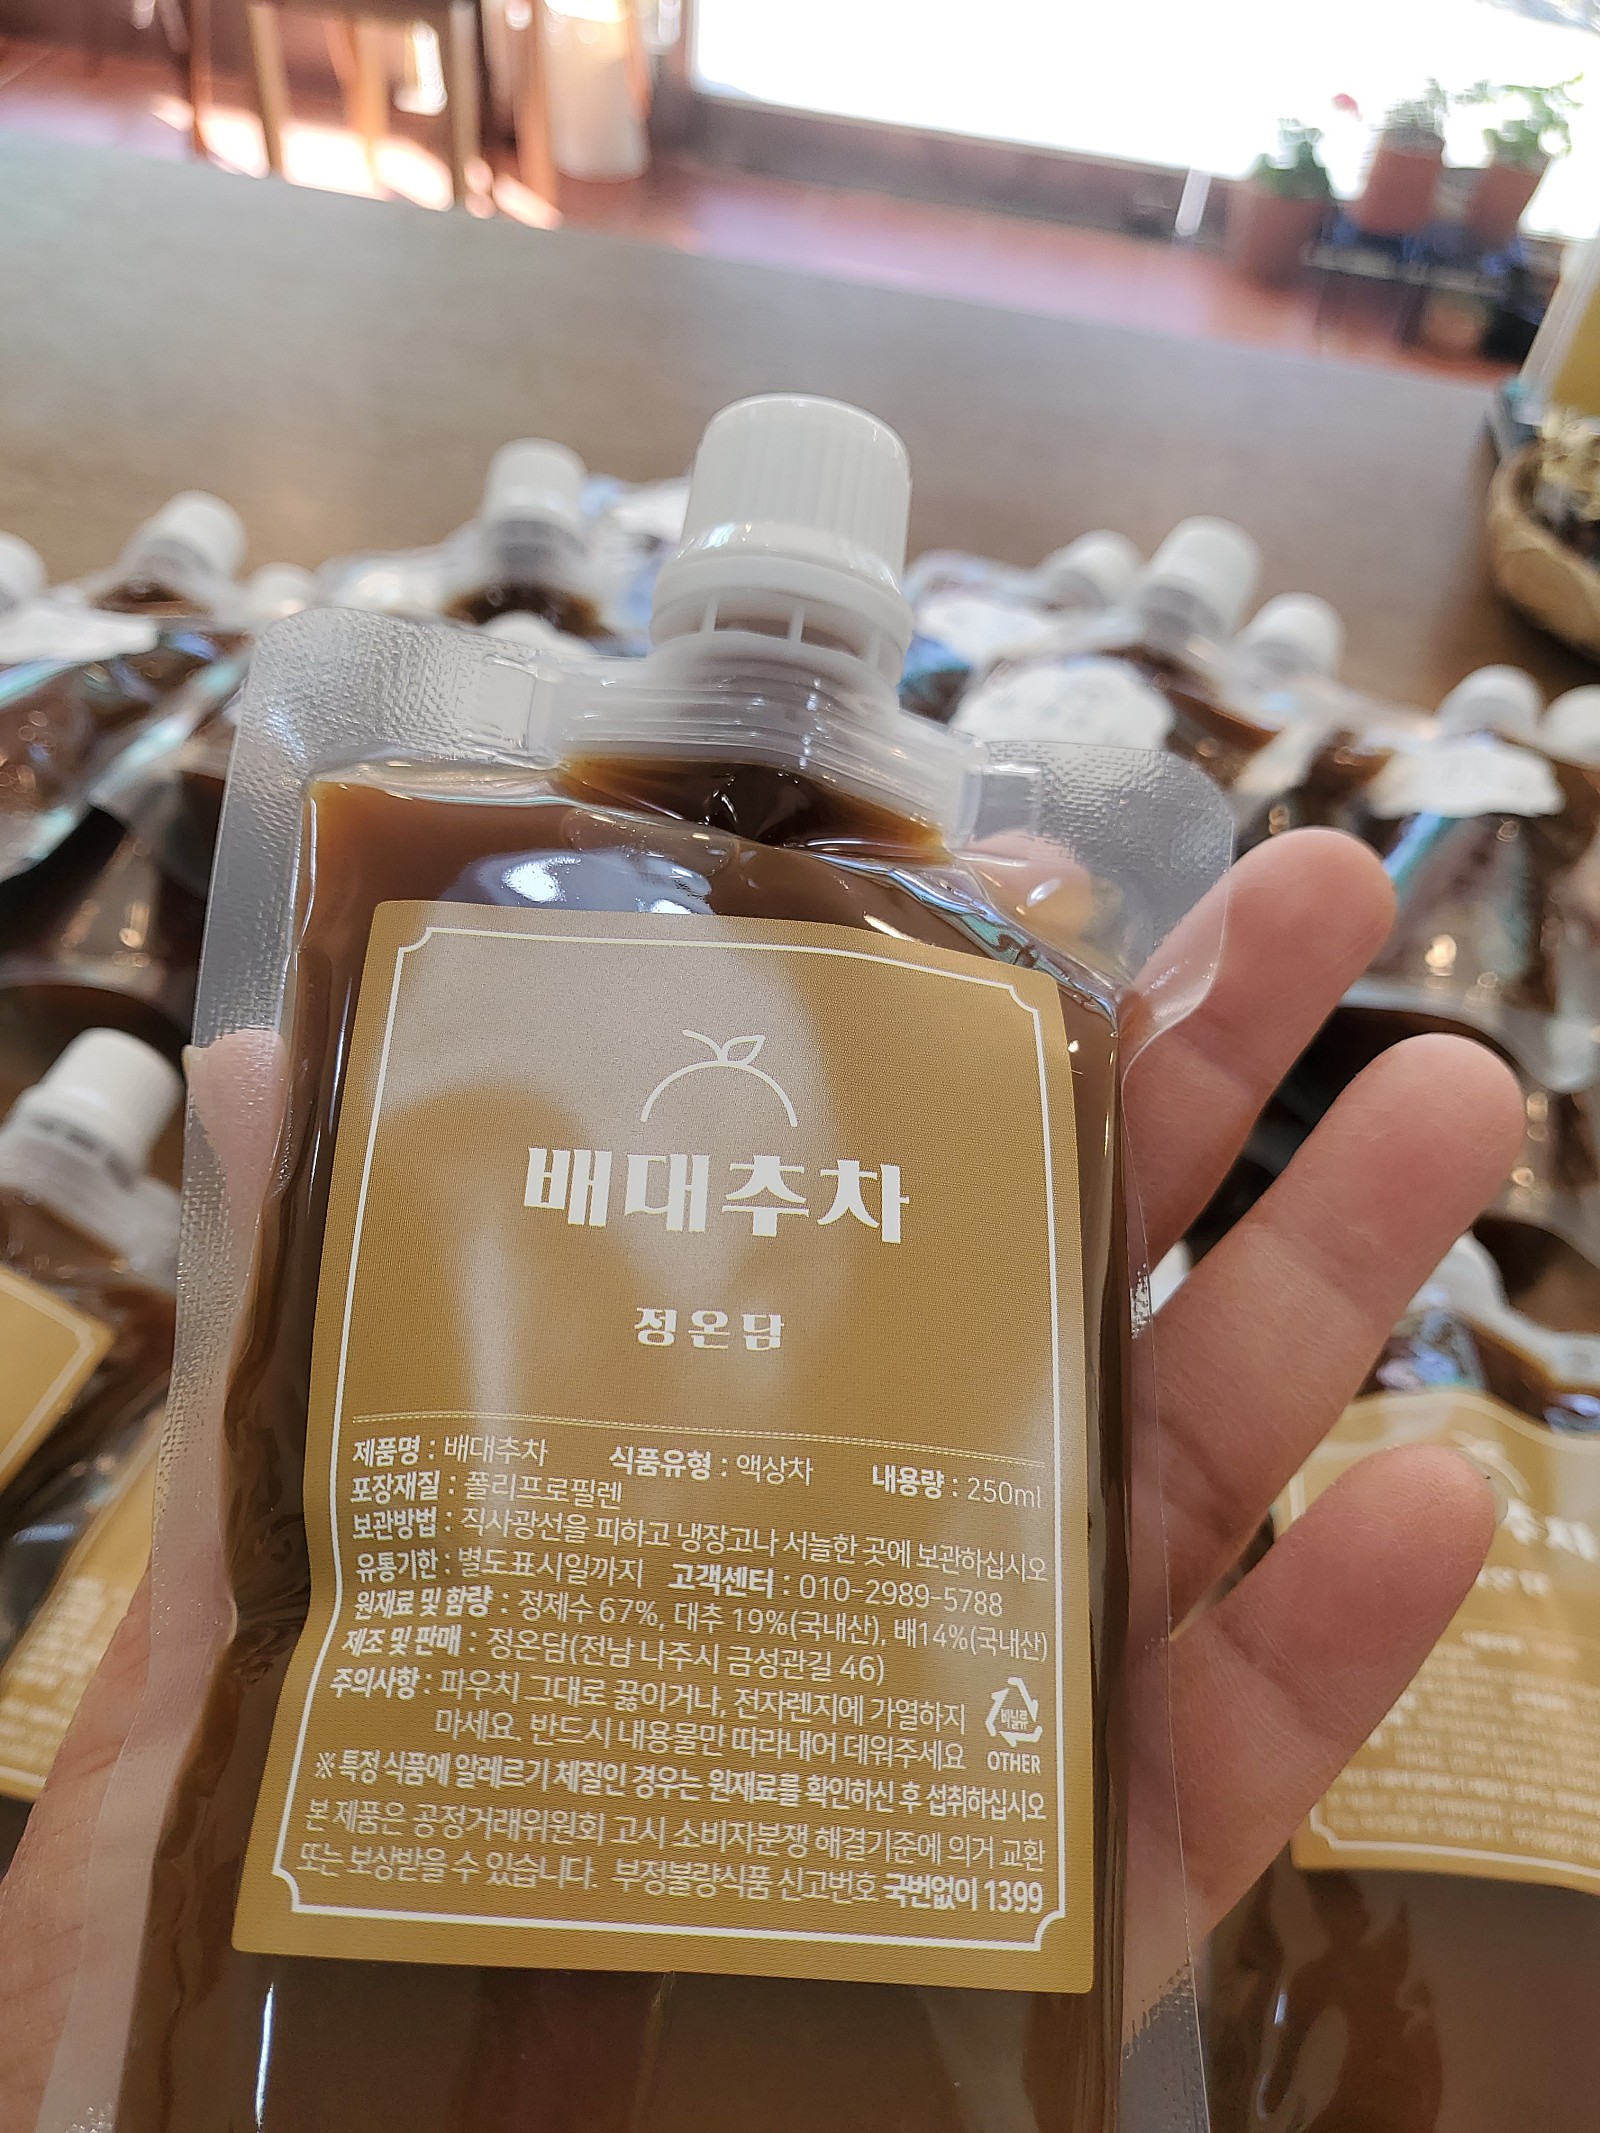 배대추차
정온담
제품명 : 배대추차 식품유형 : 액상차 내용량 : 250ml
포장재질 : 폴리프로필렌
보관방법 : 직사광선을 피하고 냉장고나 서늘한 곳에 보관하십시오
유통기한 : 별도표시일까지 고객센터 : 010-2989-5788
원재료 및 함량 : 정제수 67%, 대추 19%(국내산), 배14%(국내산)
제조 및 판매 : 정온담(전남 나주시 금성관길 46)
주의사항 : 파우치 그대로 끓이거나, 전자렌지에 가열하지
마세요. 반드시 내용물만 따라내어 데워주세요
비닐류
OTHER
※ 특정 식품에 알레르기 체질인 경우는 원재료를 확인하신 후 섭취하십시오
본 제품은 공정거래위원회 고시 소비자분쟁 해결기준에 의거 교환
또는 보상받을 수 있습니다. 부정불량식품 신고번호 국번없이 1399
추차
온담